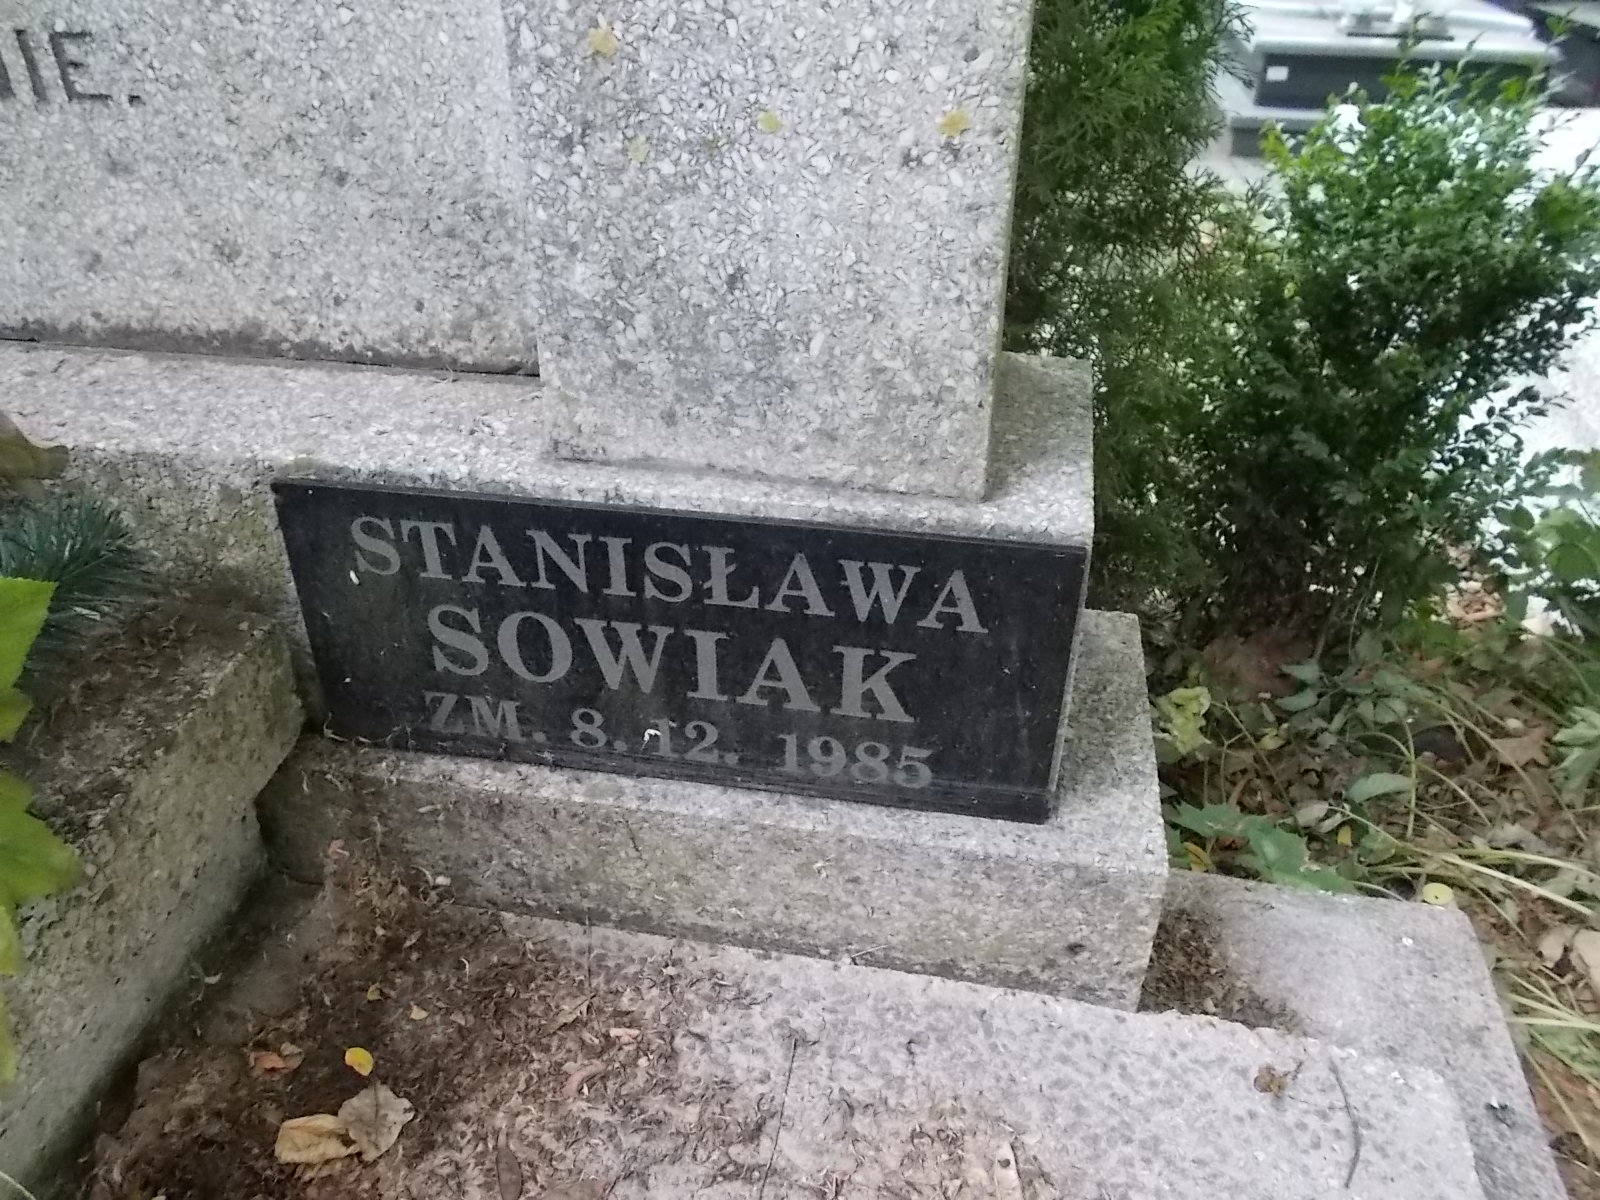 STANISŁAWA
SOWIAK
ZM. 8. 12. 1985